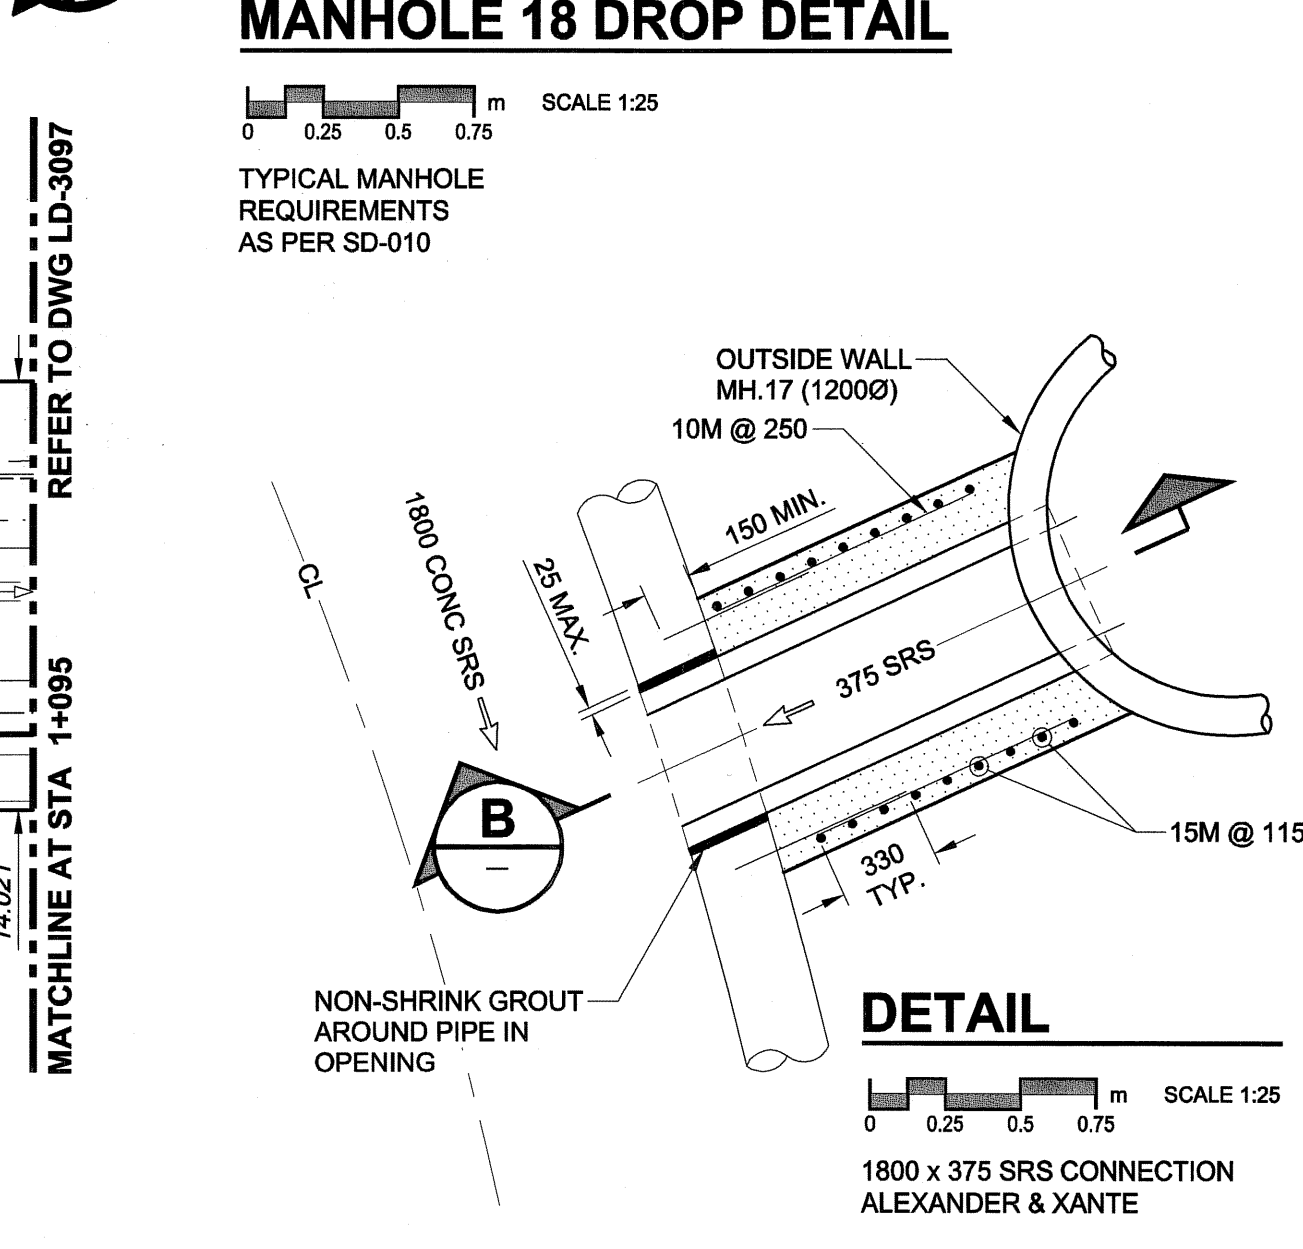 MANHOLE 18 DROP DETAIL
m SCALE 1:25
0 0.25 0.5 0.75
TYPICAL MANHOLE
REQUIREMENTS
AS PER SD-010
REFER TO DWG LD-3097
MATCHLINE AT STA 1+095
14.021
OUTSIDE WALL
MH.17 (1200Ø)
10M @ 250
150 MIN.
1800 CONC SRS
25 MAX.
CL
375 SRS
B
–
15M @ 115
330
TYP.
NON-SHRINK GROUT
AROUND PIPE IN
OPENING
DETAIL
m SCALE 1:25
0 0.25 0.5 0.75
1800 x 375 SRS CONNECTION
ALEXANDER & XANTE